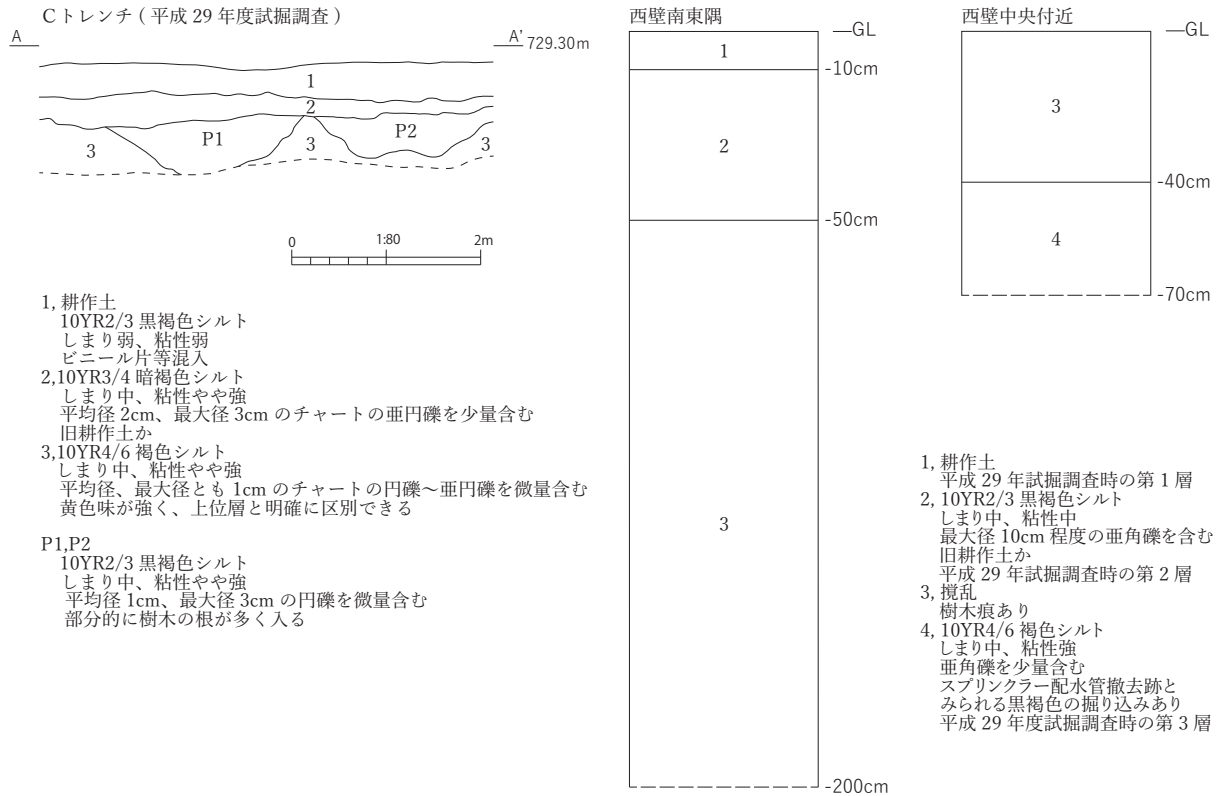 Cトレンチ ( 平成 29 年度試掘調査 )
A
A' 729.30m
1
2
P1
P2
3
3
3
0
1:80
2m
1, 耕作土
10YR2/3 黒褐色シルト
しまり弱、粘性弱
ビニール片等混入
2,10YR3/4 暗褐色シルト
しまり中、粘性やや強
平均径 2cm、最大径 3cm のチャートの亜円礫を少量含む
旧耕作土か
3,10YR4/6 褐色シルト
しまり中、粘性やや強
平均径、最大径とも 1cm のチャートの円礫～亜円礫を微量含む
黄色味が強く、上位層と明確に区別できる
P1,P2
10YR2/3 黒褐色シルト
しまり中、粘性やや強
平均径 1cm、最大径 3cm の円礫を微量含む
部分的に樹木の根が多く入る
西壁南東隅
GL
1
-10cm
2
-50cm
3
-200cm
西壁中央付近
GL
3
-40cm
4
-70cm
1, 耕作土
平成 29 年試掘調査時の第 1 層
2, 10YR2/3 黒褐色シルト
しまり中、粘性中
最大径 10cm 程度の亜角礫を含む
旧耕作土か
平成 29 年試掘調査時の第 2 層
3, 撹乱
樹木痕あり
4, 10YR4/6 褐色シルト
しまり中、粘性強
亜角礫を少量含む
スプリンクラー配水管撤去跡と
みられる黒褐色の掘り込みあり
平成 29 年度試掘調査時の第 3 層